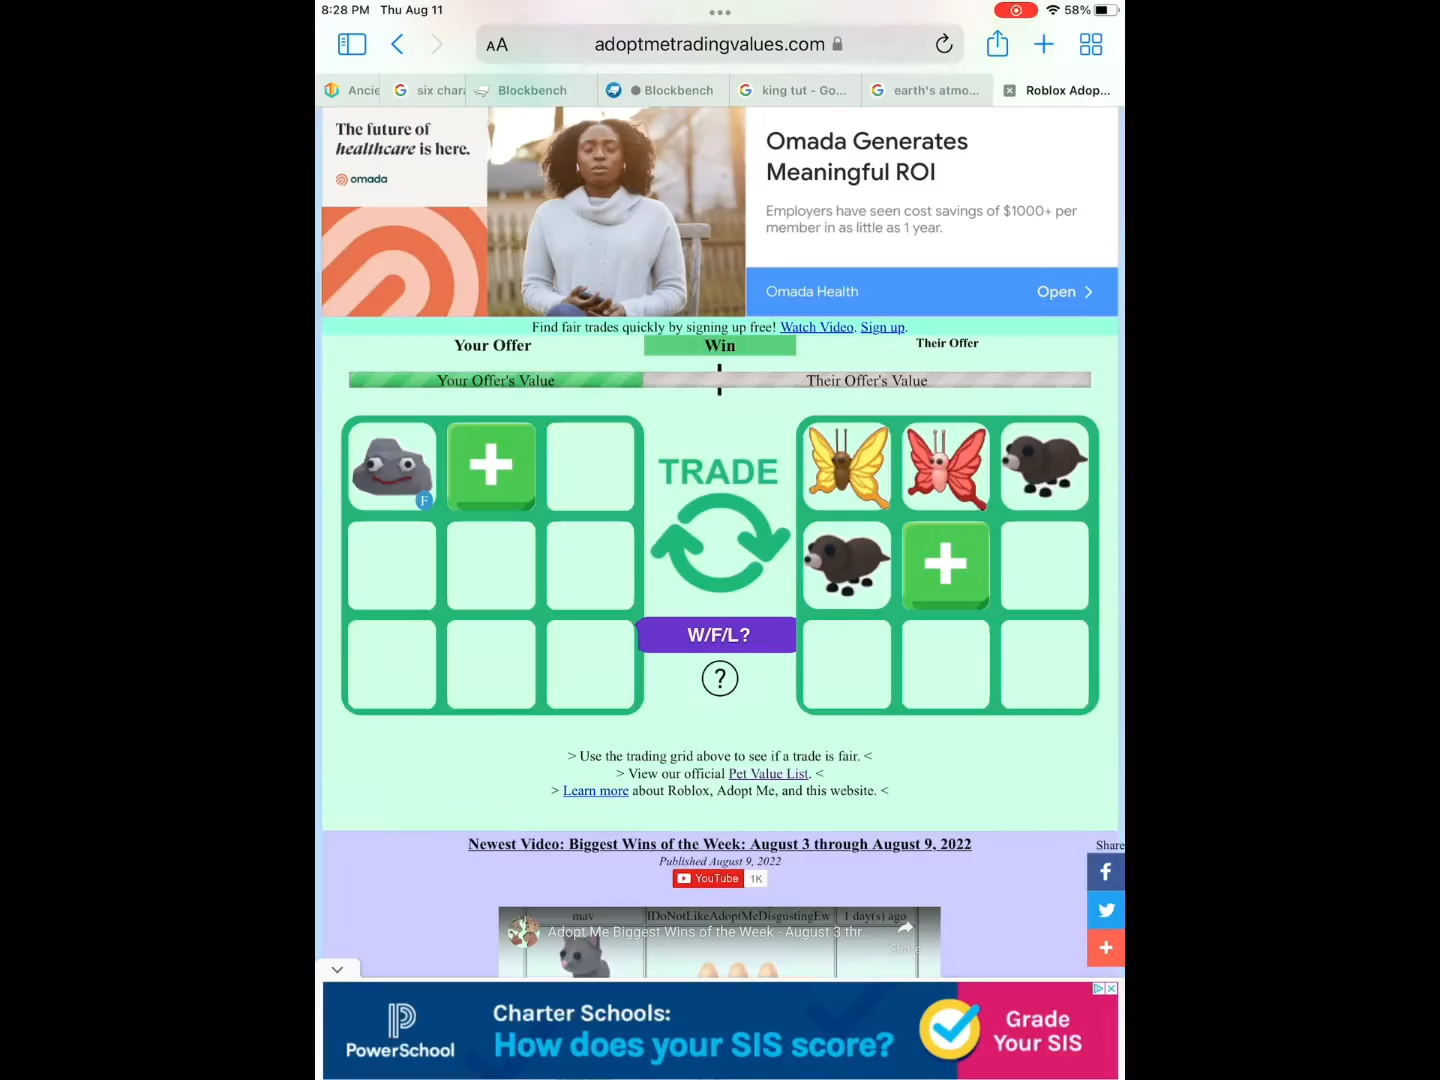 8:28 PM Thu Aug 11
58%
AA
adoptmetradingvalues.com
Ancie
six chara
Blockbench
Blockbench
king tut - Go...
earth's atmo...
Roblox Adop...
The future of
healthcare is here.
omada
Omada Generates
Meaningful ROI
Employers have seen cost savings of $1000+ per
member in as little as 1 year.
Omada Health
Open
Find fair trades quickly by signing up free! Watch Video. Sign up.
Your Offer
Win
Their Offer
Your Offer's Value
Their Offer's Value
F
TRADE
W/F/L?
?
> Use the trading grid above to see if a trade is fair. <
> View our official Pet Value List. <
> Learn more about Roblox, Adopt Me, and this website. <
Newest Video: Biggest Wins of the Week: August 3 through August 9, 2022
Published August 9, 2022
YouTube 1K
Share
mav
IDoNotLikeAdoptMeDisgustingEw
1 day(s) ago
Adopt Me Biggest Wins of the Week - August 3 thr...
Share
PowerSchool
Charter Schools:
How does your SIS score?
Grade
Your SIS